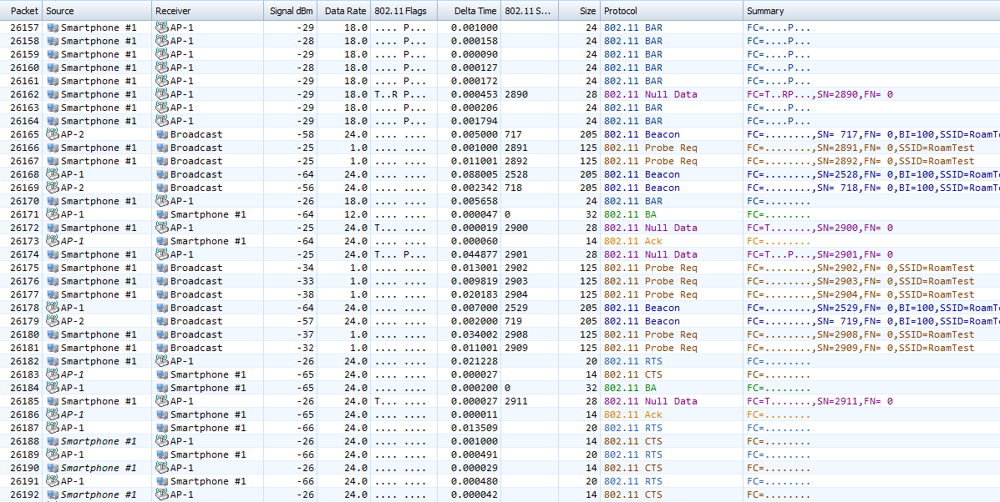 Packet Source Receiver Signal dBm Data Rate 802.11 Flags Delta Time 802.11 S... Size Protocol Summary
26157 Smartphone #1 AP-1 -29 18.0 .... P... 0.001000 24 802.11 BAR FC=....P...
26158 Smartphone #1 AP-1 -28 18.0 .... P... 0.000158 24 802.11 BAR FC=....P...
26159 Smartphone #1 AP-1 -29 18.0 .... P... 0.000090 24 802.11 BAR FC=....P...
26160 Smartphone #1 AP-1 -28 18.0 .... P... 0.000127 24 802.11 BAR FC=....P...
26161 Smartphone #1 AP-1 -29 18.0 .... P... 0.000172 24 802.11 BAR FC=....P...
26162 Smartphone #1 AP-1 -29 18.0 T..R P... 0.000453 2890 28 802.11 Null Data FC=T..RP...,SN=2890,FN= 0
26163 Smartphone #1 AP-1 -29 18.0 .... P... 0.000206 24 802.11 BAR FC=....P...
26164 Smartphone #1 AP-1 -29 18.0 .... P... 0.001794 24 802.11 BAR FC=....P...
26165 AP-2 Broadcast -58 24.0 .... .... 0.005000 717 205 802.11 Beacon FC=........,SN= 717,FN= 0,BI=100,SSID=RoamT
26166 Smartphone #1 Broadcast -25 1.0 .... .... 0.001000 2891 125 802.11 Probe Req FC=........,SN=2891,FN= 0,SSID=RoamTest
26167 Smartphone #1 Broadcast -25 1.0 .... .... 0.011001 2892 125 802.11 Probe Req FC=........,SN=2892,FN= 0,SSID=RoamTest
26168 AP-1 Broadcast -64 24.0 .... .... 0.088005 2528 205 802.11 Beacon FC=........,SN=2528,FN= 0,BI=100,SSID=RoamT
26169 AP-2 Broadcast -56 24.0 .... .... 0.002342 718 205 802.11 Beacon FC=........,SN= 718,FN= 0,BI=100,SSID=RoamT
26170 Smartphone #1 AP-1 -26 18.0 .... .... 0.005658 24 802.11 BAR FC=........
26171 AP-1 Smartphone #1 -64 12.0 .... .... 0.000047 0 32 802.11 BA FC=........
26172 Smartphone #1 AP-1 -25 24.0 T... .... 0.000019 2900 28 802.11 Null Data FC=T.......,SN=2900,FN= 0
26173 AP-1 Smartphone #1 -64 24.0 .... .... 0.000060 14 802.11 Ack FC=........
26174 Smartphone #1 AP-1 -25 24.0 T... P... 0.044877 2901 28 802.11 Null Data FC=T...P...,SN=2901,FN= 0
26175 Smartphone #1 Broadcast -34 1.0 .... .... 0.013001 2902 125 802.11 Probe Req FC=........,SN=2902,FN= 0,SSID=RoamTest
26176 Smartphone #1 Broadcast -33 1.0 .... .... 0.009819 2903 125 802.11 Probe Req FC=........,SN=2903,FN= 0,SSID=RoamTest
26177 Smartphone #1 Broadcast -38 1.0 .... .... 0.020183 2904 125 802.11 Probe Req FC=........,SN=2904,FN= 0,SSID=RoamTest
26178 AP-1 Broadcast -64 24.0 .... .... 0.007000 2529 205 802.11 Beacon FC=........,SN=2529,FN= 0,BI=100,SSID=RoamT
26179 AP-2 Broadcast -57 24.0 .... .... 0.002000 719 205 802.11 Beacon FC=........,SN= 719,FN= 0,BI=100,SSID=RoamT
26180 Smartphone #1 Broadcast -37 1.0 .... .... 0.034002 2908 125 802.11 Probe Req FC=........,SN=2908,FN= 0,SSID=RoamTest
26181 Smartphone #1 Broadcast -32 1.0 .... .... 0.011001 2909 125 802.11 Probe Req FC=........,SN=2909,FN= 0,SSID=RoamTest
26182 Smartphone #1 AP-1 -26 24.0 .... .... 0.021228 20 802.11 RTS FC=........
26183 AP-1 Smartphone #1 -65 24.0 .... .... 0.000027 14 802.11 CTS FC=........
26184 AP-1 Smartphone #1 -65 24.0 .... .... 0.000200 0 32 802.11 BA FC=........
26185 Smartphone #1 AP-1 -26 24.0 T... .... 0.000027 2911 28 802.11 Null Data FC=T.......,SN=2911,FN= 0
26186 AP-1 Smartphone #1 -65 24.0 .... .... 0.000011 14 802.11 Ack FC=........
26187 AP-1 Smartphone #1 -66 24.0 .... .... 0.013509 20 802.11 RTS FC=........
26188 Smartphone #1 AP-1 -26 24.0 .... .... 0.001000 14 802.11 CTS FC=........
26189 AP-1 Smartphone #1 -66 24.0 .... .... 0.000491 20 802.11 RTS FC=........
26190 Smartphone #1 AP-1 -26 24.0 .... .... 0.000029 14 802.11 CTS FC=........
26191 AP-1 Smartphone #1 -66 24.0 .... .... 0.000480 20 802.11 RTS FC=........
26192 Smartphone #1 AP-1 -26 24.0 .... .... 0.000042 14 802.11 CTS FC=........